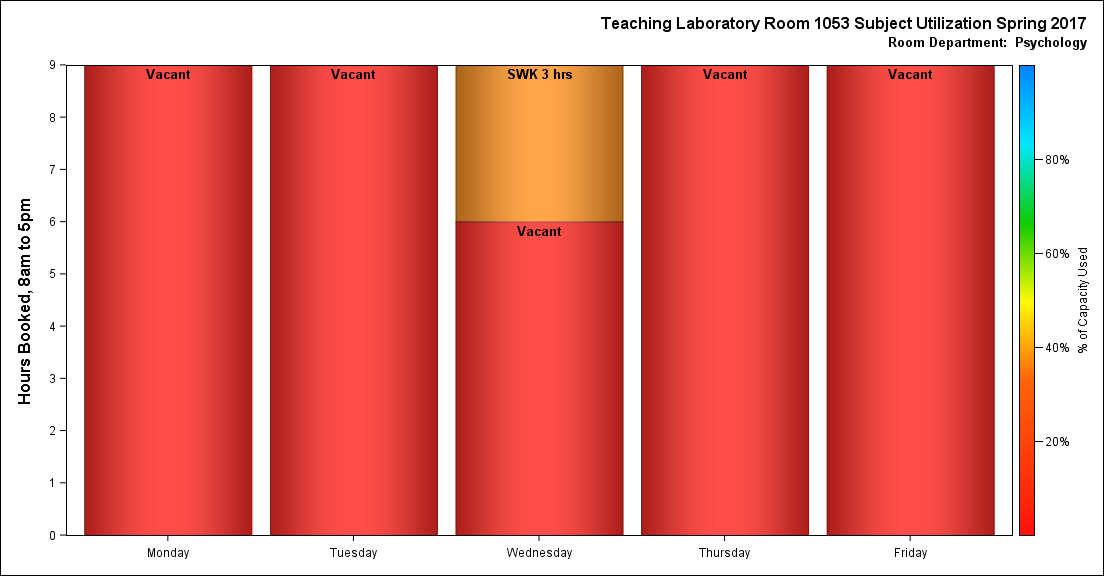 Teaching Laboratory Room 1053 Subject Utilization Spring 2017
Room Department: Psychology
Hours Booked, 8am to 5pm
9
8
7
6
5
4
3
2
1
0
Vacant
Vacant
SWK 3 hrs
Vacant
Vacant
Vacant
Monday
Tuesday
Wednesday
Thursday
Friday
80%
60%
40%
20%
% of Capacity Used